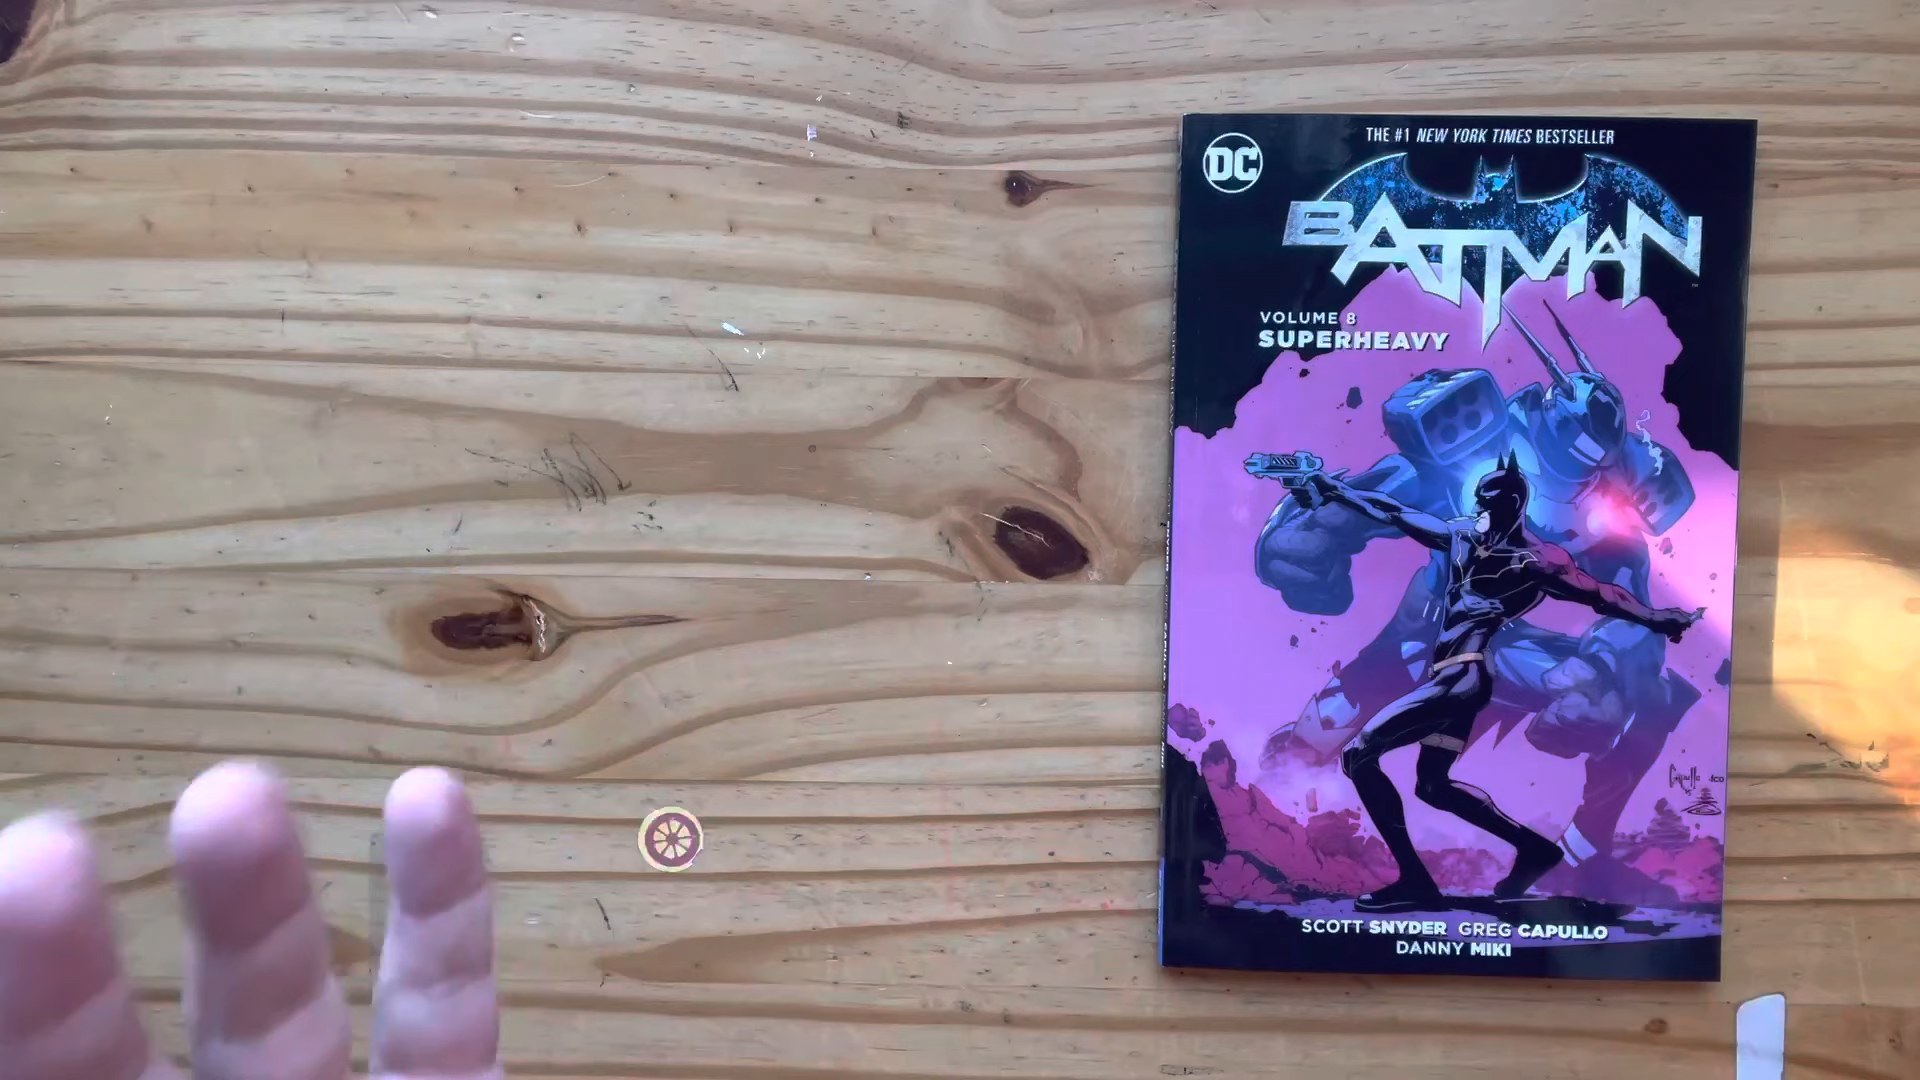 THE #1 NEW YORK TIMES BESTSELLER
DC
BATMAN
VOLUME 8
SUPERHEAVY
SCOTT SNYDER GREG CAPULLO
DANNY MIKI